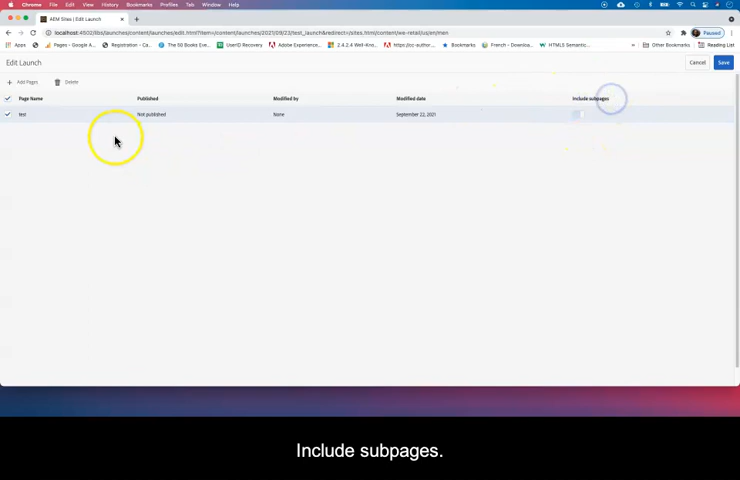 Chrome File Edit View History Bookmarks Profiles Tab Window Help
AEM Sites | Edit Launch
localhost:4502/libs/launches/content/launches/edit.html?item=/content/launches/2021/09/23/test_launch&redirect=/sites.html/content/we-retail/us/en/men
Paused
Apps Pages - Google A... Registration - Ca... The 50 Books Eve... UserID Recovery Adobe Experience... 2.4.2.4 Well-Kno... https://cc-author... Bookmarks French - Downloa... HTML5 Semantic... Other Bookmarks Reading List
Edit Launch Cancel Save
Add Pages Delete
Page Name Published Modified by Modified date Include subpages
test Not published None September 22, 2021
Include subpages.